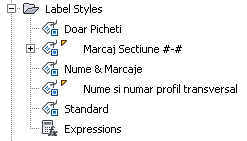 Label Styles
Doar Picheti
Marcaj Sectiune #-#
Nume & Marcaje
Nume si numar profil transversal
Standard
Expressions